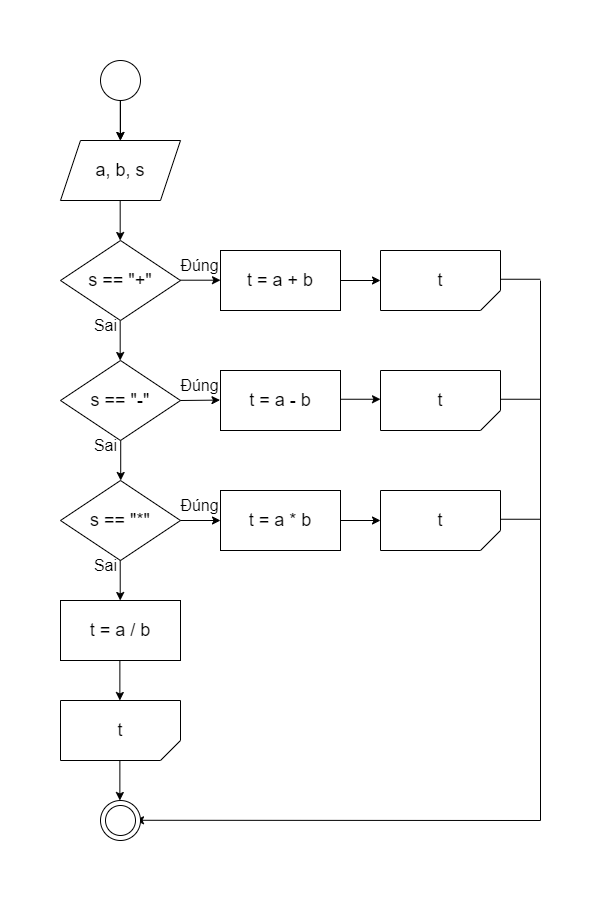 a, b, s
s == "+"
Đúng
t = a + b
t
Sai
s == "-"
Đúng
t = a - b
t
Sai
s == "*"
Đúng
t = a * b
t
Sai
t = a / b
t